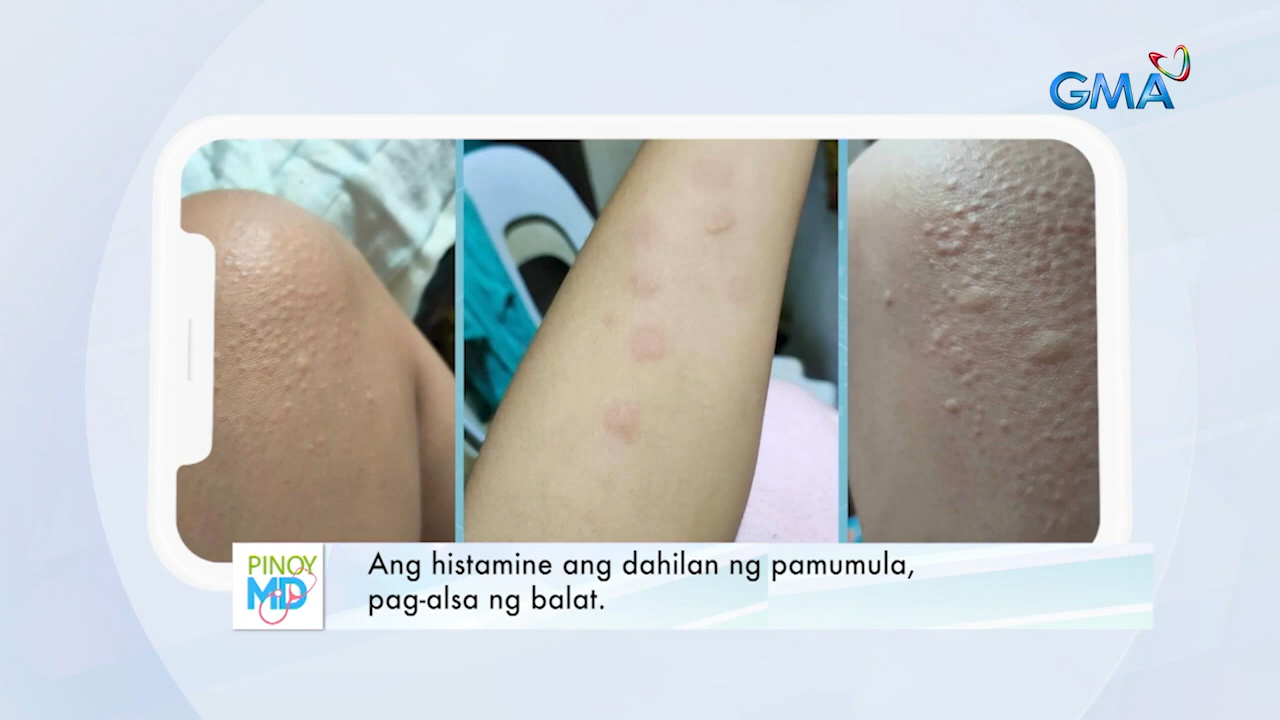 GMA
PINOY
MD
Ang histamine ang dahilan ng pamumula,
pag-alsa ng balat.